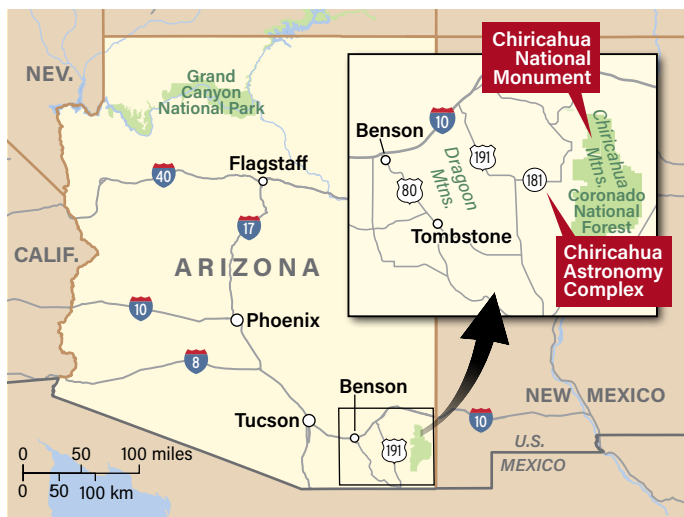 NEV.
Grand
Canyon
National Park
40
Flagstaff
17
CALIF.
ARIZONA
10
Phoenix
8
Tucson
Benson
191
10
NEW MEXICO
U.S.
MEXICO
0 50 100 miles
0 50 100 km
Chiricahua
National
Monument
10
Benson
191
Dragoon
Mtns.
80
181
Chiricahua
Mtns.
Coronado
National
Forest
Tombstone
Chiricahua
Astronomy
Complex